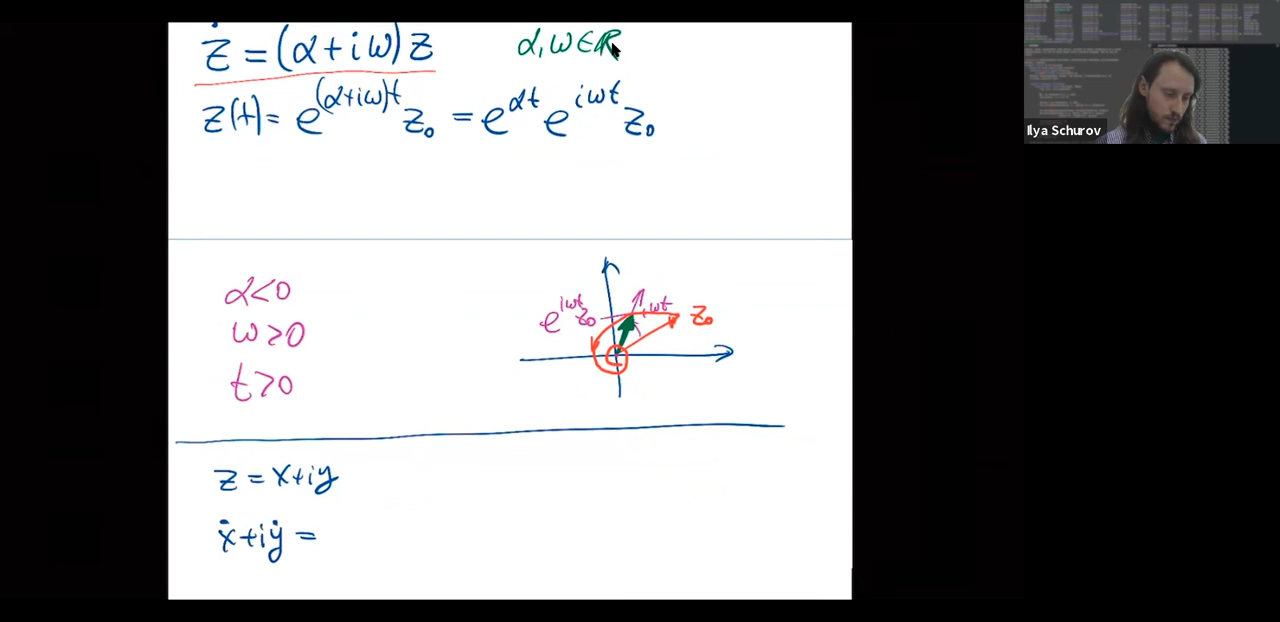 ż = (α+iω)z α,ω∈ℝ
z(t) = e^{(α+iω)t} z₀ = e^{αt} e^{iωt} z₀
α<0
ω>0
t>0
e^{iωt} z₀ ωt z₀
z = x+iy
ẋ+iẏ =
Ilya Schurov